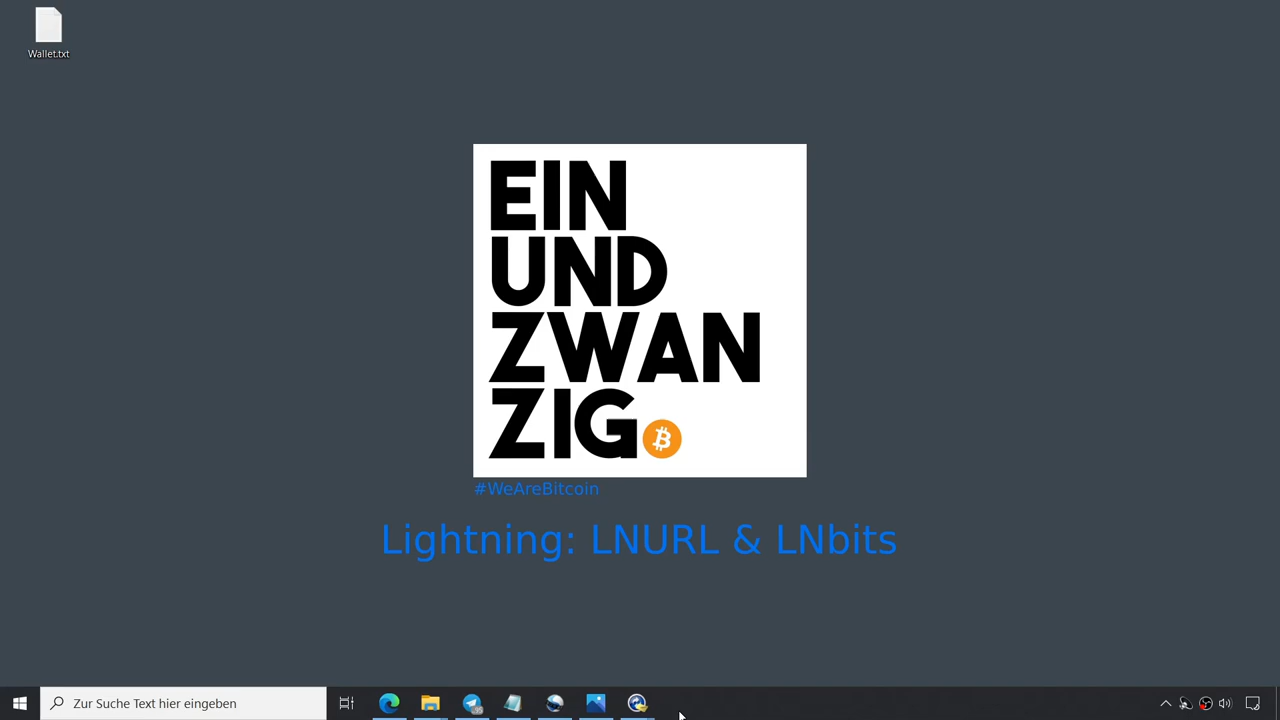 Wallet.txt
EIN
UND
ZWAN
ZIG
#WeAreBitcoin
Lightning: LNURL & LNbits
Zur Suche Text hier eingeben